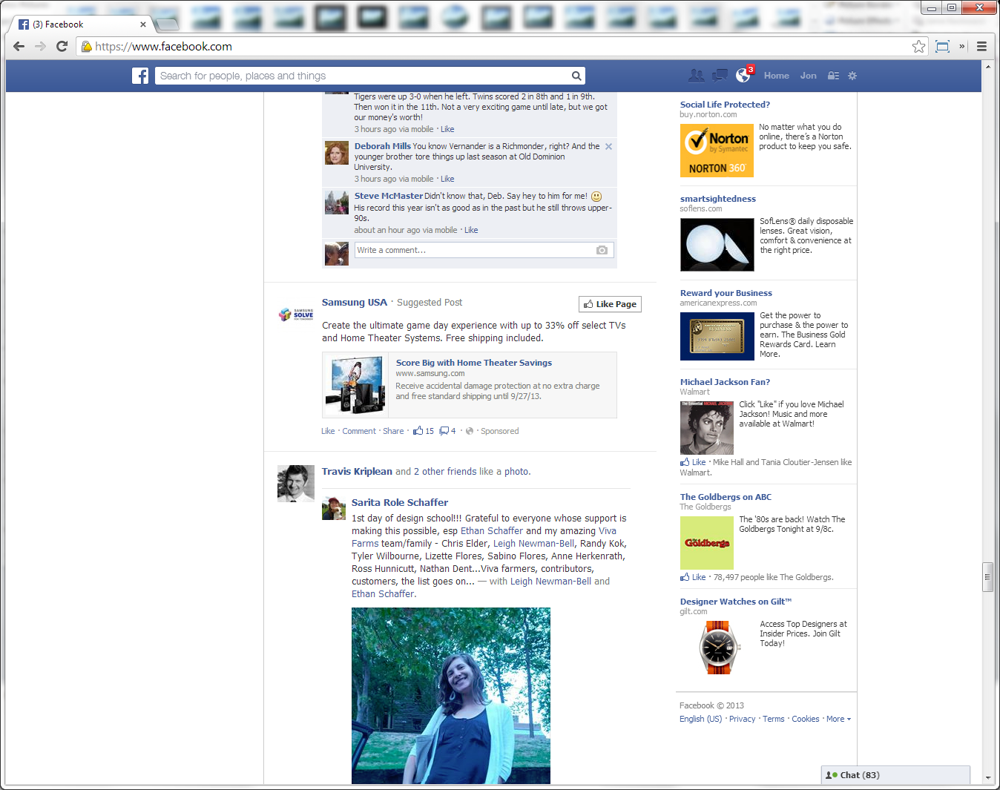 (3) Facebook
https://www.facebook.com
Search for people, places and things
3
Home
Jon
Tigers were up 3-0 when he left. Twins scored 2 in 8th and 1 in 9th.
Then won it in the 11th. Not a very exciting game until late, but we got
our money's worth!
3 hours ago via mobile · Like
Deborah Mills You know Vernander is a Richmonder, right? And the
younger brother tore things up last season at Old Dominion
University.
3 hours ago via mobile · Like
Steve McMaster Didn't know that, Deb. Say hey to him for me!
His record this year isn't as good as in the past but he still throws upper-
90s.
about an hour ago via mobile · Like
Write a comment...
SAMSUNG
SOLVE
FOR TOMORROW
Samsung USA · Suggested Post
Like Page
Create the ultimate game day experience with up to 33% off select TVs
and Home Theater Systems. Free shipping included.
Score Big with Home Theater Savings
www.samsung.com
Receive accidental damage protection at no extra charge
and free standard shipping until 9/27/13.
Like · Comment · Share · 15 4 · Sponsored
Travis Kriplean and 2 other friends like a photo.
Sarita Role Schaffer
1st day of design school!!! Grateful to everyone whose support is
making this possible, esp Ethan Schaffer and my amazing Viva
Farms team/family - Chris Elder, Leigh Newman-Bell, Randy Kok,
Tyler Wilbourne, Lizette Flores, Sabino Flores, Anne Herkenrath,
Ross Hunnicutt, Nathan Dent...Viva farmers, contributors,
customers, the list goes on... — with Leigh Newman-Bell and
Ethan Schaffer.
Social Life Protected?
buy.norton.com
Norton
by Symantec
NORTON 360
No matter what you do
online, there's a Norton
product to keep you safe.
smartsightedness
soflens.com
SofLens® daily disposable
lenses. Great vision,
comfort & convenience at
the right price.
Reward your Business
americanexpress.com
Get the power to
purchase & the power to
earn. The Business Gold
Rewards Card. Learn
More.
Michael Jackson Fan?
Walmart
The Essential MICHAEL JACKSON
Click "Like" if you love Michael
Jackson! Music and more
available at Walmart!
Like · Mike Hall and Tania Cloutier-Jensen like
Walmart.
The Goldbergs on ABC
The Goldbergs
The Goldbergs
The '80s are back! Watch The
Goldbergs Tonight at 9/8c.
Like · 78,497 people like The Goldbergs.
Designer Watches on Gilt™
gilt.com
Access Top Designers at
Insider Prices. Join Gilt
Today!
Facebook © 2013
English (US) · Privacy · Terms · Cookies · More
Chat (83)